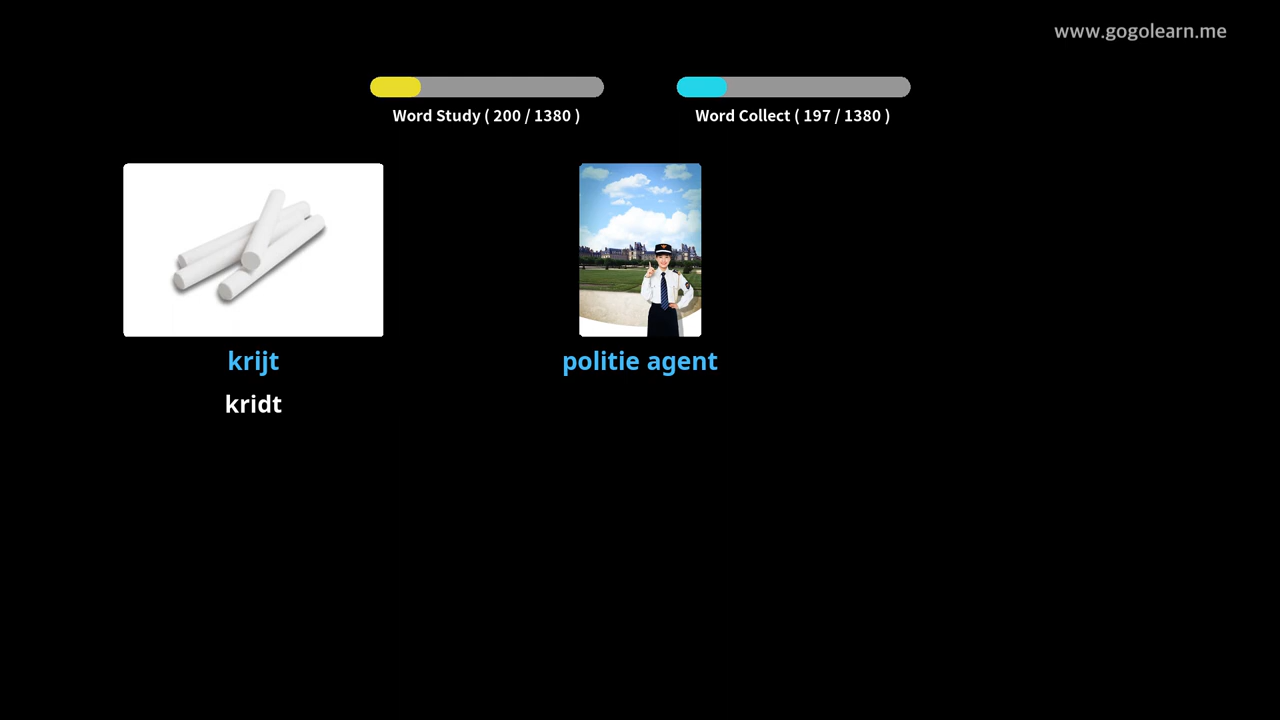 www.gogolearn.me
Word Study ( 200 / 1380 )
Word Collect ( 197 / 1380 )
krijt
politie agent
kridt